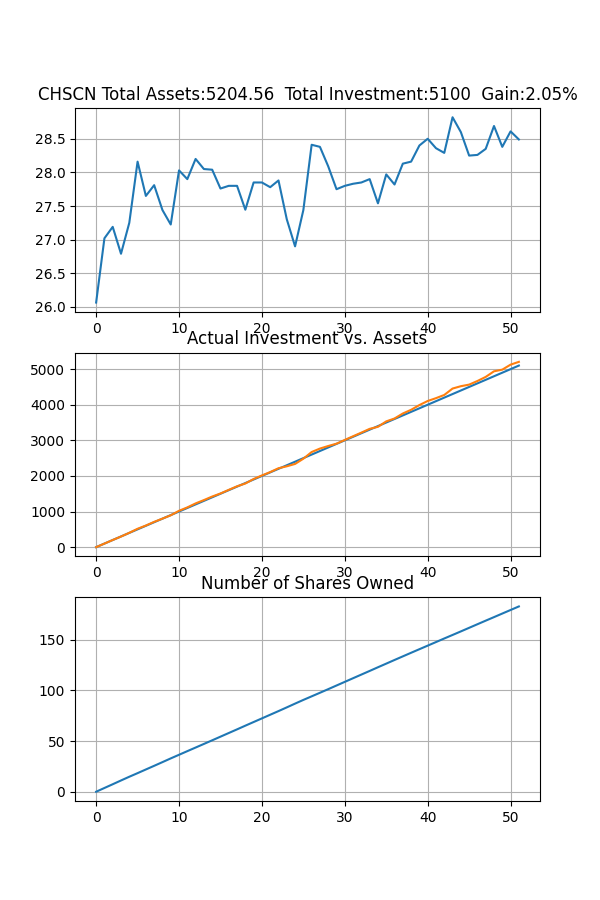 CHSCN Total Assets:5204.56  Total Investment:5100  Gain:2.05%
28.5
28.0
27.5
27.0
26.5
26.0
0 10 20 30 40 50
Actual Investment vs. Assets
5000
4000
3000
2000
1000
0
0 10 20 30 40 50
Number of Shares Owned
150
100
50
0
0 10 20 30 40 50